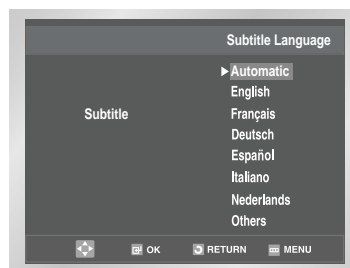 Subtitle Language
Automatic
English
Subtitle Français
Deutsch
Español
Italiano
Nederlands
Others
OK RETURN MENU